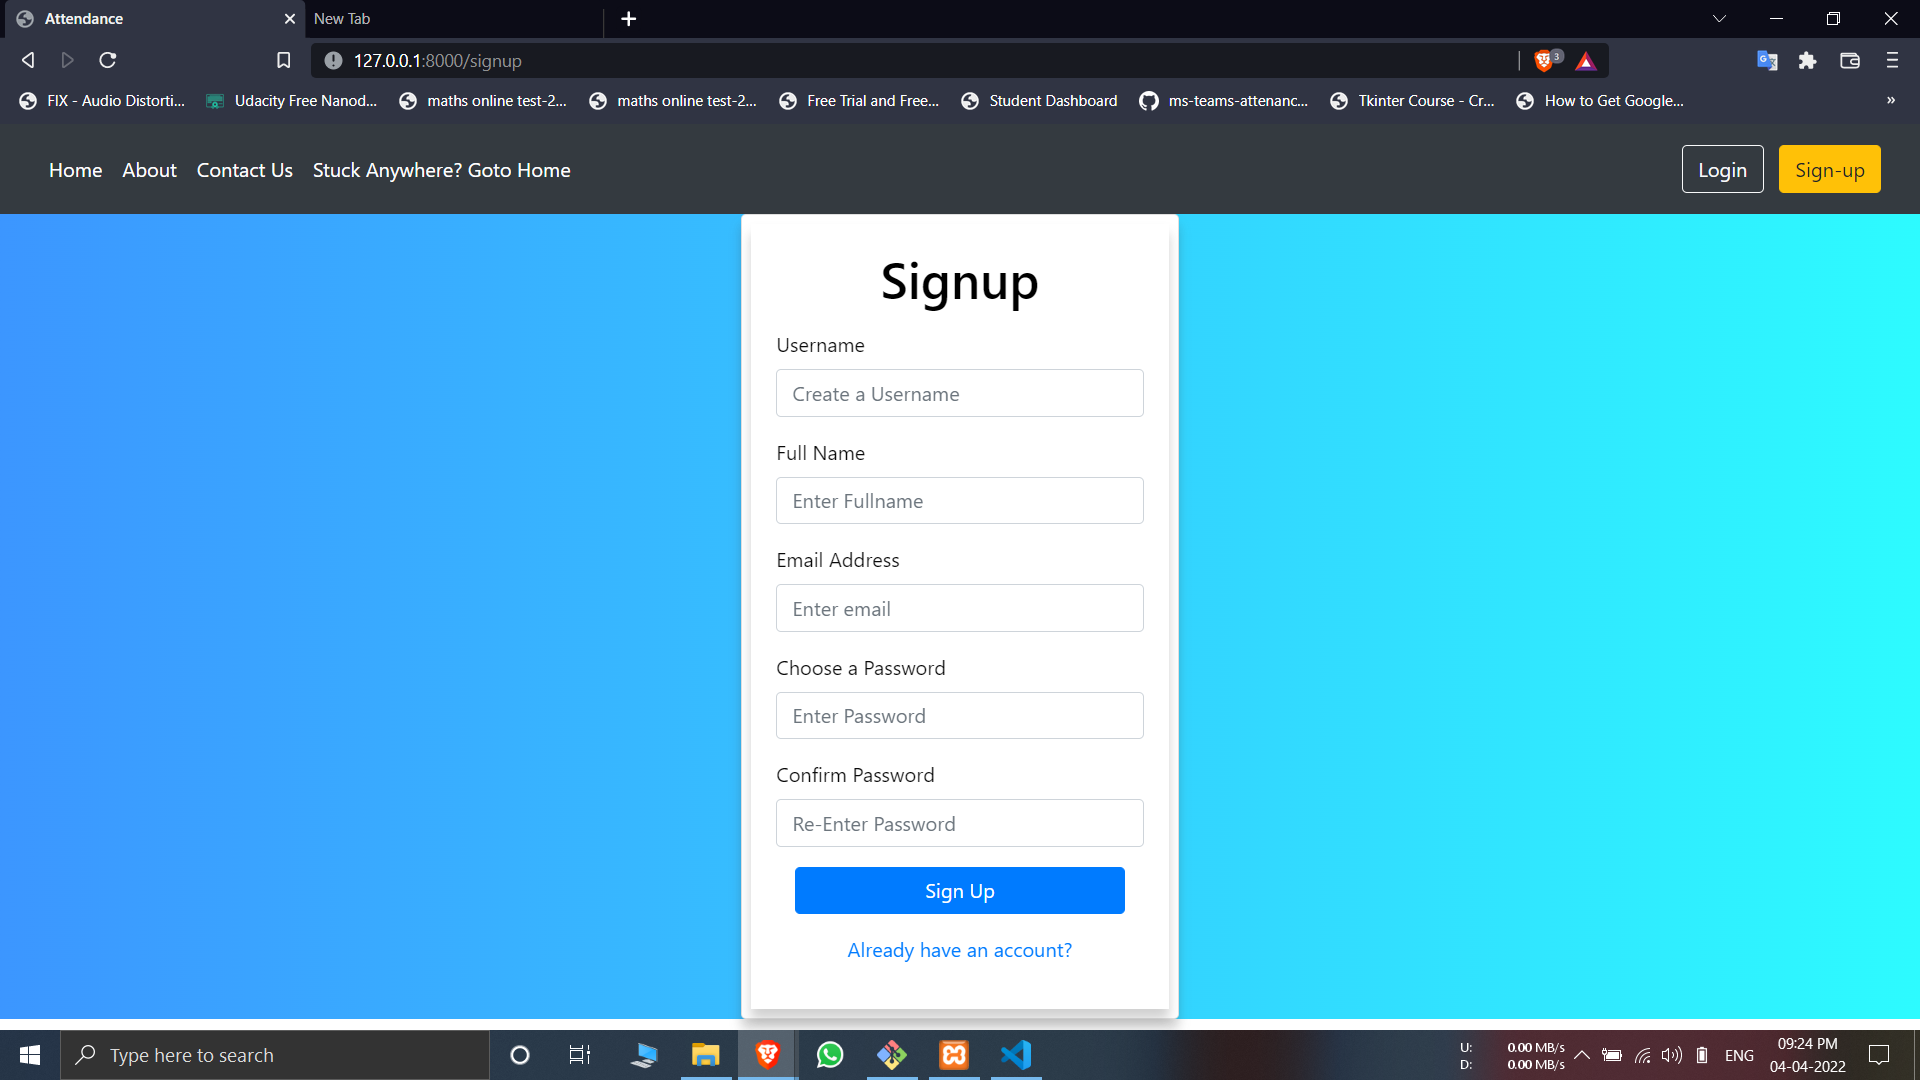 Attendance
New Tab
127.0.0.1:8000/signup
3
FIX - Audio Distorti...
Udacity Free Nanod...
maths online test-2...
maths online test-2...
Free Trial and Free...
Student Dashboard
ms-teams-attenanc...
Tkinter Course - Cr...
How to Get Google...
»
Home
About
Contact Us
Stuck Anywhere? Goto Home
Login
Sign-up
Signup
Username
Create a Username
Full Name
Enter Fullname
Email Address
Enter email
Choose a Password
Enter Password
Confirm Password
Re-Enter Password
Sign Up
Already have an account?
Type here to search
U: 0.00 MB/s
D: 0.00 MB/s
ENG
09:24 PM
04-04-2022